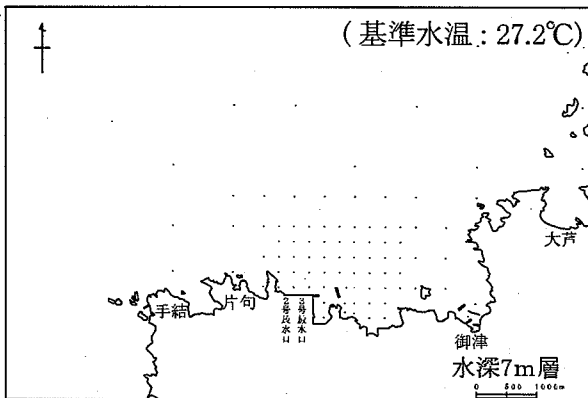 (基準水温:27.2℃)
大芦
手結
片句
2号放水口
3号放水口
御津
水深7m層
0 500 1000m